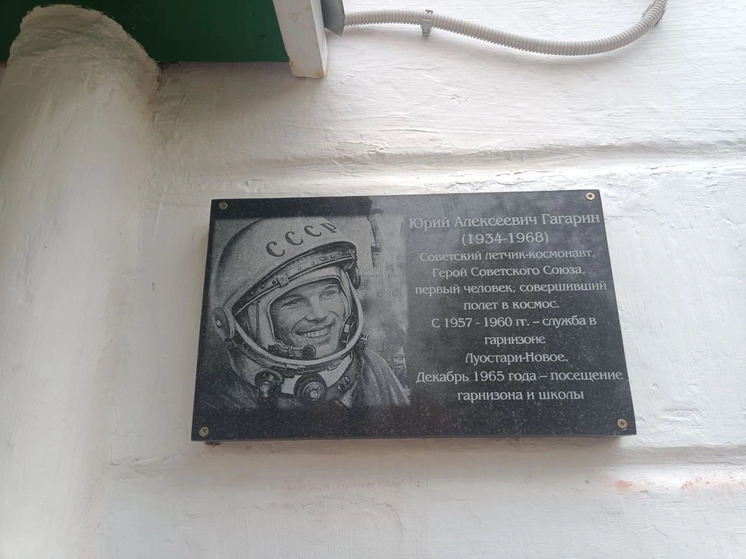 СССР
Юрий Алексеевич Гагарин
(1934-1968)
Советский летчик-космонавт,
Герой Советского Союза,
первый человек, совершивший
полет в космос.
С 1957 - 1960 гг. – служба в
гарнизоне
Луостари-Новое.
Декабрь 1965 года – посещение
гарнизона и школы